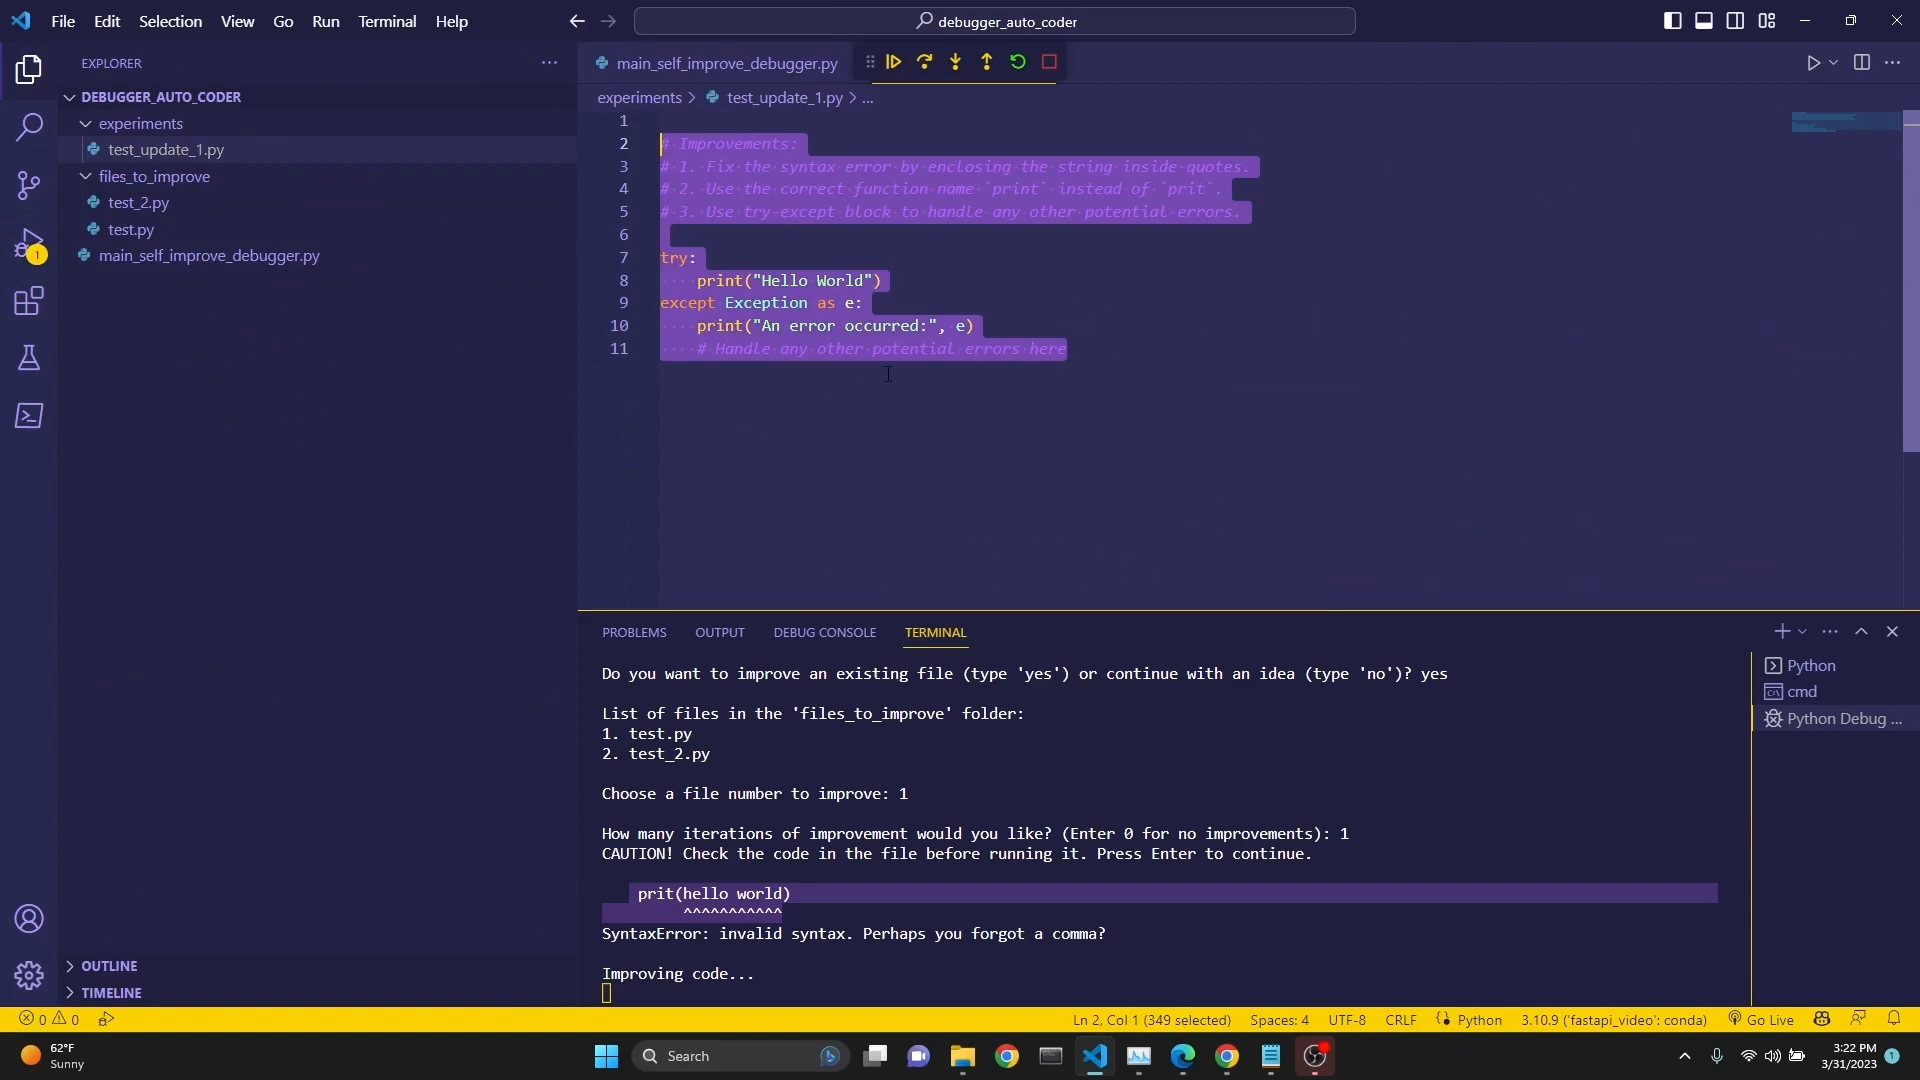 File Edit Selection View Go Run Terminal Help
debugger_auto_coder
EXPLORER
DEBUGGER_AUTO_CODER
experiments
test_update_1.py
files_to_improve
test_2.py
test.py
main_self_improve_debugger.py
1
OUTLINE
TIMELINE
main_self_improve_debugger.py
experiments > test_update_1.py > ...
1
2 # Improvements:
3 # 1. Fix the syntax error by enclosing the string inside quotes.
4 # 2. Use the correct function name `print` instead of `prit`.
5 # 3. Use try-except block to handle any other potential errors.
6
7 try:
8 print("Hello World")
9 except Exception as e:
10 print("An error occurred:", e)
11 # Handle any other potential errors here
PROBLEMS OUTPUT DEBUG CONSOLE TERMINAL
Do you want to improve an existing file (type 'yes') or continue with an idea (type 'no')? yes
List of files in the 'files_to_improve' folder:
1. test.py
2. test_2.py
Choose a file number to improve: 1
How many iterations of improvement would you like? (Enter 0 for no improvements): 1
CAUTION! Check the code in the file before running it. Press Enter to continue.
prit(hello world)
^^^^^^^^^^^
SyntaxError: invalid syntax. Perhaps you forgot a comma?
Improving code...
Python
cmd
Python Debug ...
0 0
Ln 2, Col 1 (349 selected) Spaces: 4 UTF-8 CRLF Python 3.10.9 ('fastapi_video': conda) Go Live
62°F
Sunny
Search
3:22 PM
3/31/2023
1